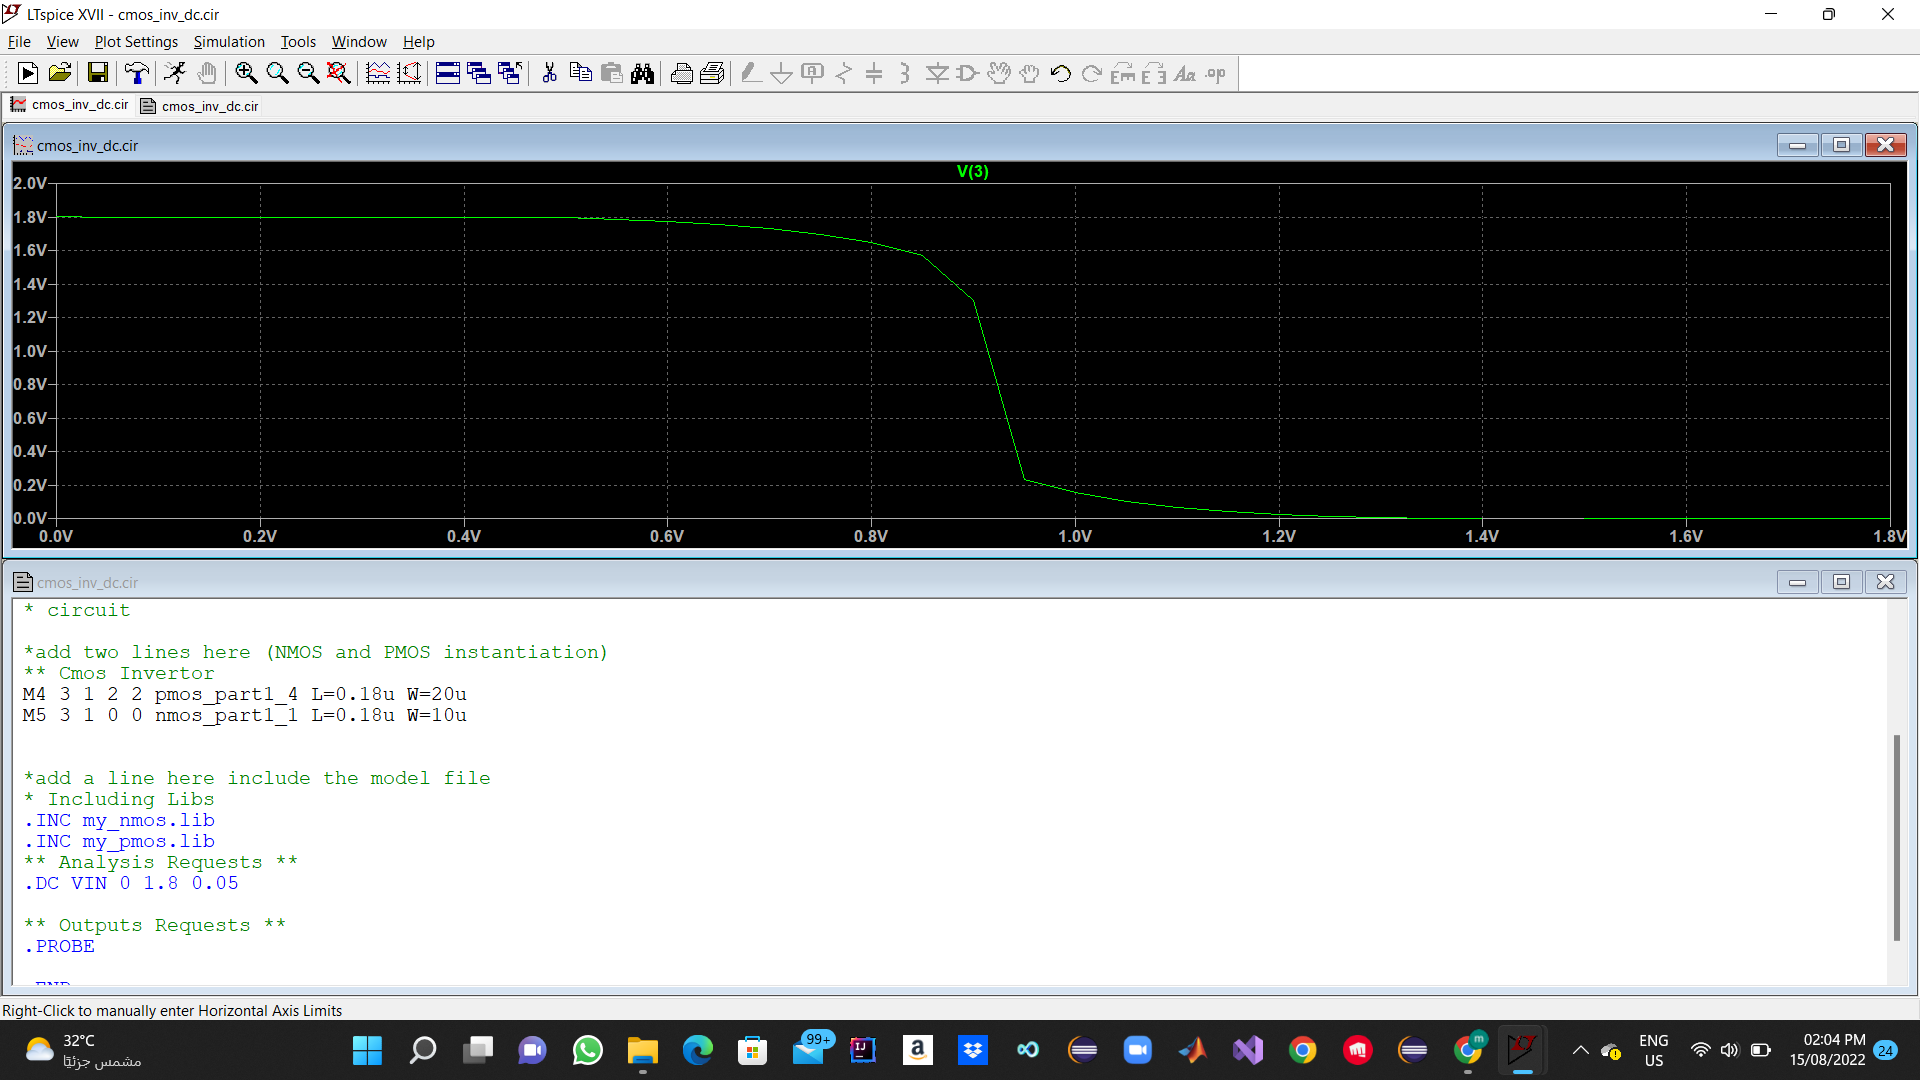 LTspice XVII - cmos_inv_dc.cir
File View Plot Settings Simulation Tools Window Help
cmos_inv_dc.cir cmos_inv_dc.cir
cmos_inv_dc.cir
V(3)
2.0V
1.8V
1.6V
1.4V
1.2V
1.0V
0.8V
0.6V
0.4V
0.2V
0.0V
0.0V 0.2V 0.4V 0.6V 0.8V 1.0V 1.2V 1.4V 1.6V 1.8V
cmos_inv_dc.cir
* circuit
*add two lines here (NMOS and PMOS instantiation)
** Cmos Invertor
M4 3 1 2 2 pmos_part1_4 L=0.18u W=20u
M5 3 1 0 0 nmos_part1_1 L=0.18u W=10u
*add a line here include the model file
* Including Libs
.INC my_nmos.lib
.INC my_pmos.lib
** Analysis Requests **
.DC VIN 0 1.8 0.05
** Outputs Requests **
.PROBE
Right-Click to manually enter Horizontal Axis Limits
32°C
مشمس جزئيًا
99+
IJ
a
m
ENG
US
02:04 PM
15/08/2022
24